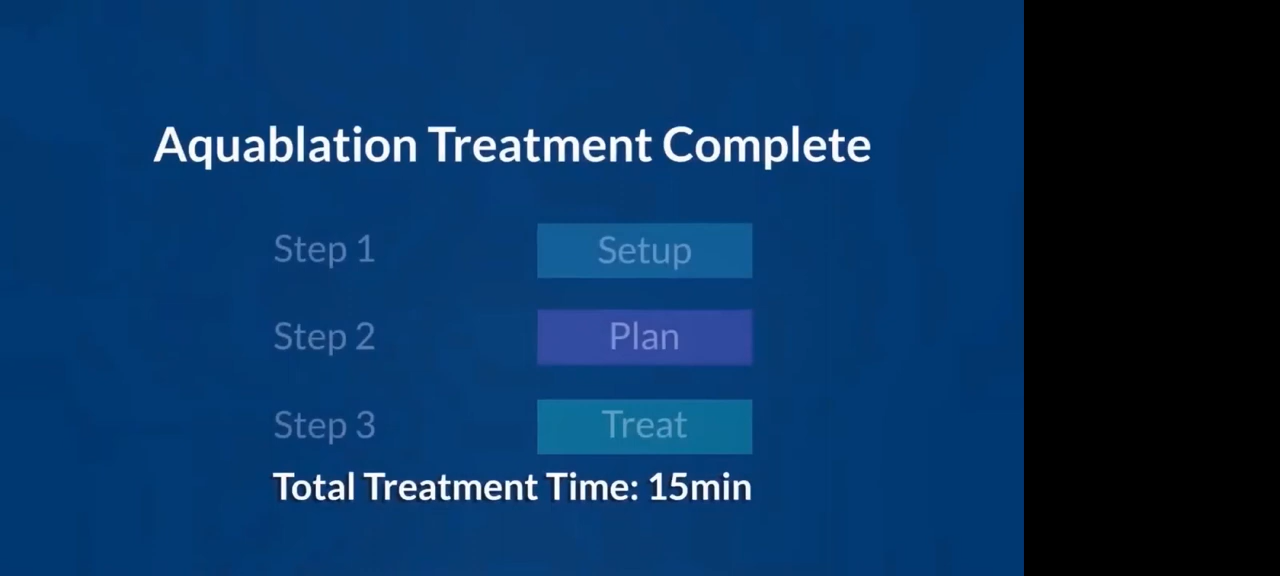 Aquablation Treatment Complete
Step 1 Setup
Step 2 Plan
Step 3 Treat
Total Treatment Time: 15min